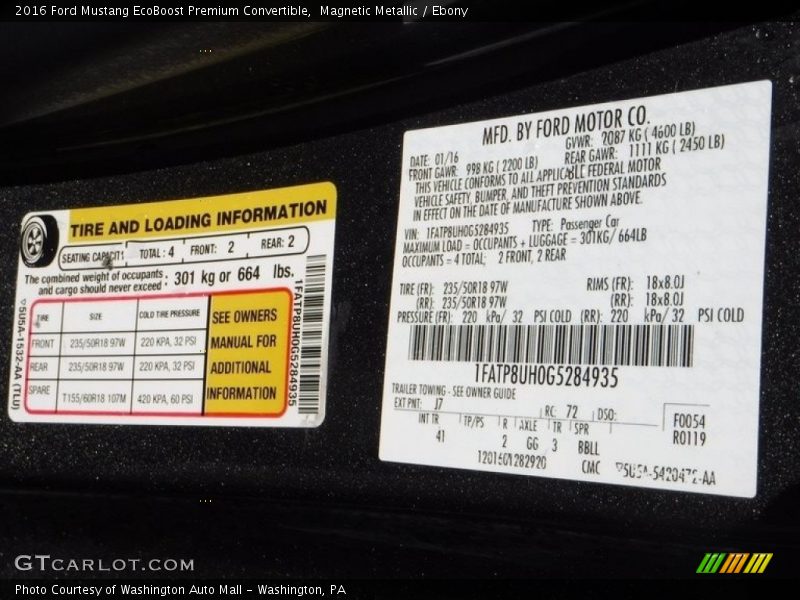 2016 Ford Mustang EcoBoost Premium Convertible,  Magnetic Metallic / Ebony
TIRE AND LOADING INFORMATION
SEATING CAPACITY TOTAL : 4 FRONT: 2 REAR: 2
The combined weight of occupants
and cargo should never exceed : 301 kg or 664 lbs.
TIRE SIZE COLD TIRE PRESSURE
FRONT 235/50R18 97W 220 KPA, 32 PSI
REAR 235/50R18 97W 220 KPA, 32 PSI
SPARE T155/60R18 107M 420 KPA, 60 PSI
SEE OWNERS
MANUAL FOR
ADDITIONAL
INFORMATION
5U5A-1532-AA (TLU)
1FATP8UH0G5284935
MFD. BY FORD MOTOR CO.
DATE: 01/16 GVWR: 2087 KG ( 4600 LB)
FRONT GAWR: 998 KG ( 2200 LB) REAR GAWR: 1111 KG ( 2450 LB)
THIS VEHICLE CONFORMS TO ALL APPLICABLE FEDERAL MOTOR
VEHICLE SAFETY, BUMPER, AND THEFT PREVENTION STANDARDS
IN EFFECT ON THE DATE OF MANUFACTURE SHOWN ABOVE.
VIN: 1FATP8UH0G5284935 TYPE: Passenger Car
MAXIMUM LOAD = OCCUPANTS + LUGGAGE = 301KG/ 664LB
OCCUPANTS = 4 TOTAL; 2 FRONT, 2 REAR
TIRE (FR): 235/50R18 97W RIMS (FR): 18x8.0J
(RR): 235/50R18 97W (RR): 18x8.0J
PRESSURE (FR): 220 kPa/ 32 PSI COLD (RR): 220 kPa/ 32 PSI COLD
1FATP8UH0G5284935
TRAILER TOWING - SEE OWNER GUIDE
EXT PNT: J7 RC: 72 DSO: F0054
INT TR TP/PS R AXLE TR SPR R0119
41 2 GG 3 BBLL
1201601282920 CMC 5U5A-5420472-AA
GTCARLOT.COM
Photo Courtesy of Washington Auto Mall - Washington, PA